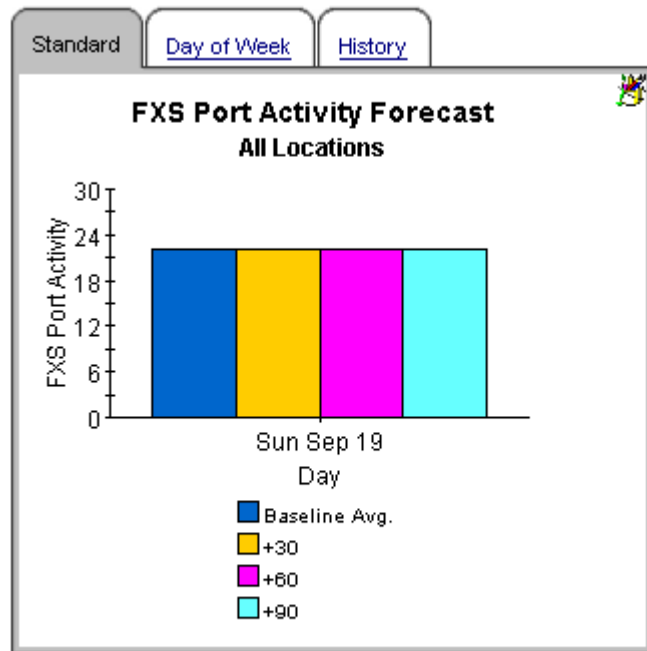 Standard
Day of Week
History
FXS Port Activity Forecast
All Locations
FXS Port Activity
30
24
18
12
6
0
Sun Sep 19
Day
Baseline Avg.
+30
+60
+90